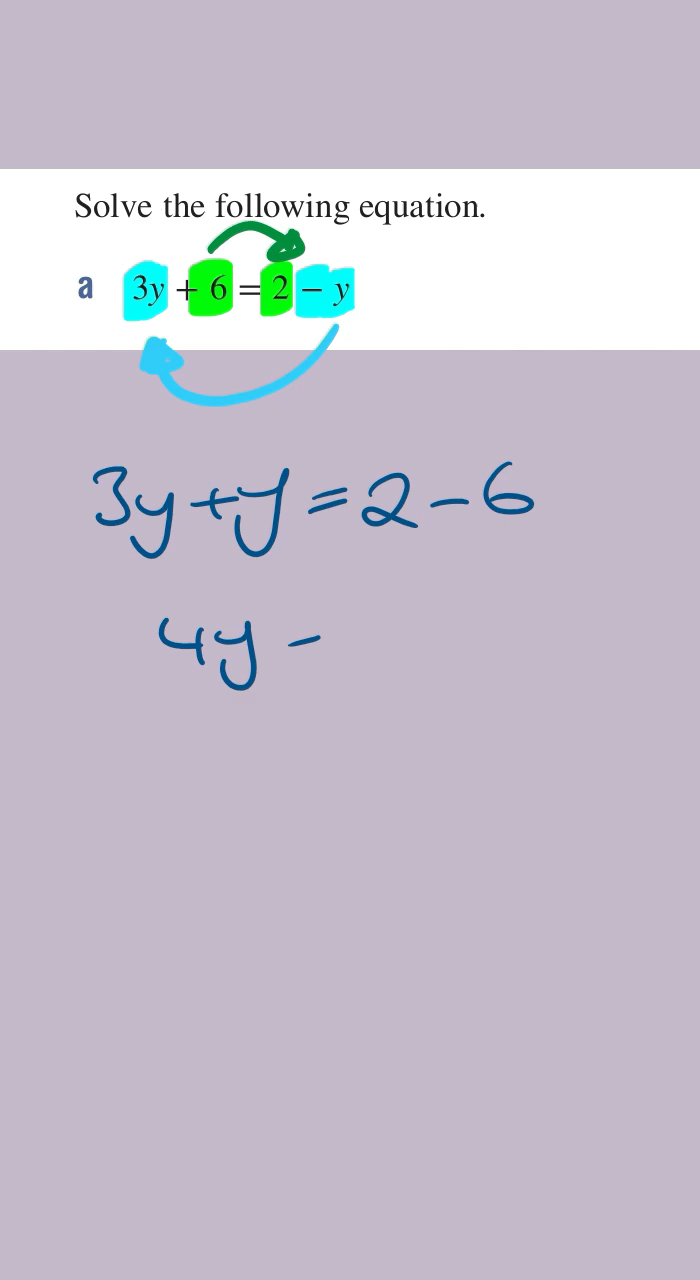 Solve the following equation.
a 3y + 6 = 2 − y
3y + y = 2 − 6
4y −